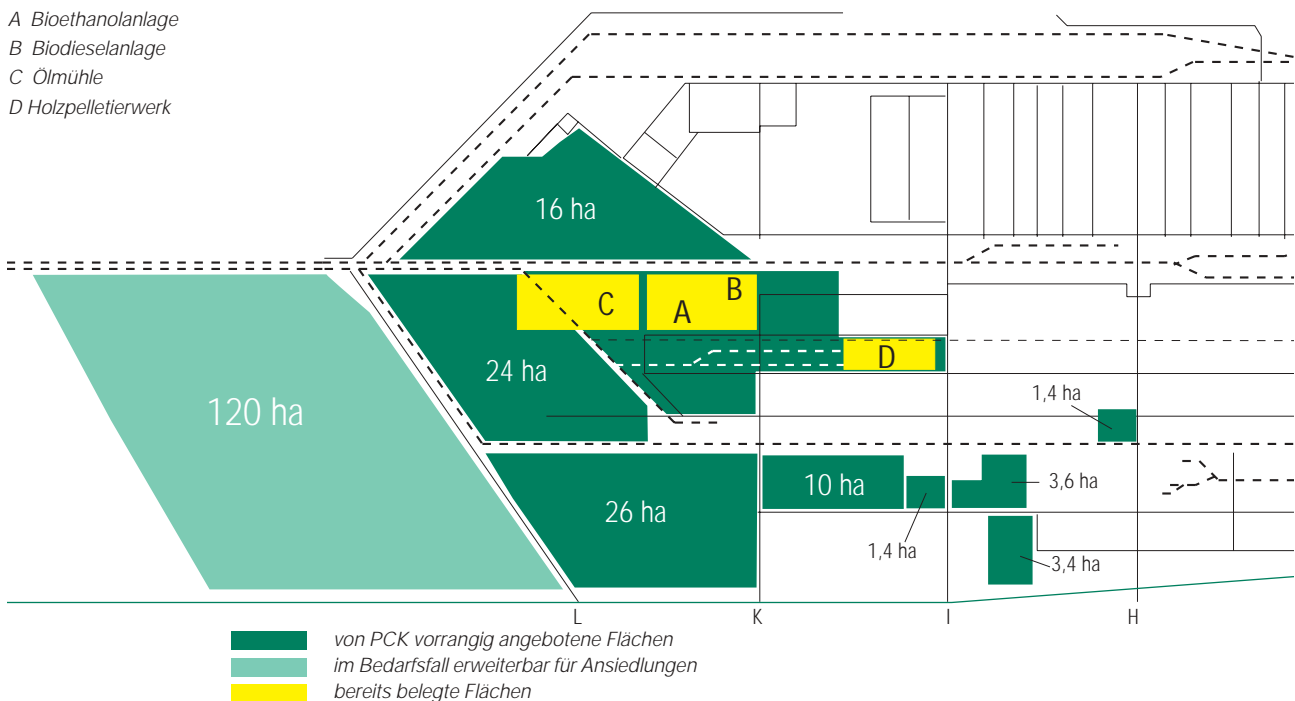 A Bioethanolanlage
B Biodieselanlage
C Ölmühle
D Holzpelletierwerk
16 ha
B
C
A
D
24 ha
120 ha
1,4 ha
10 ha
3,6 ha
26 ha
1,4 ha
3,4 ha
L K I H
von PCK vorrangig angebotene Flächen
im Bedarfsfall erweiterbar für Ansiedlungen
bereits belegte Flächen